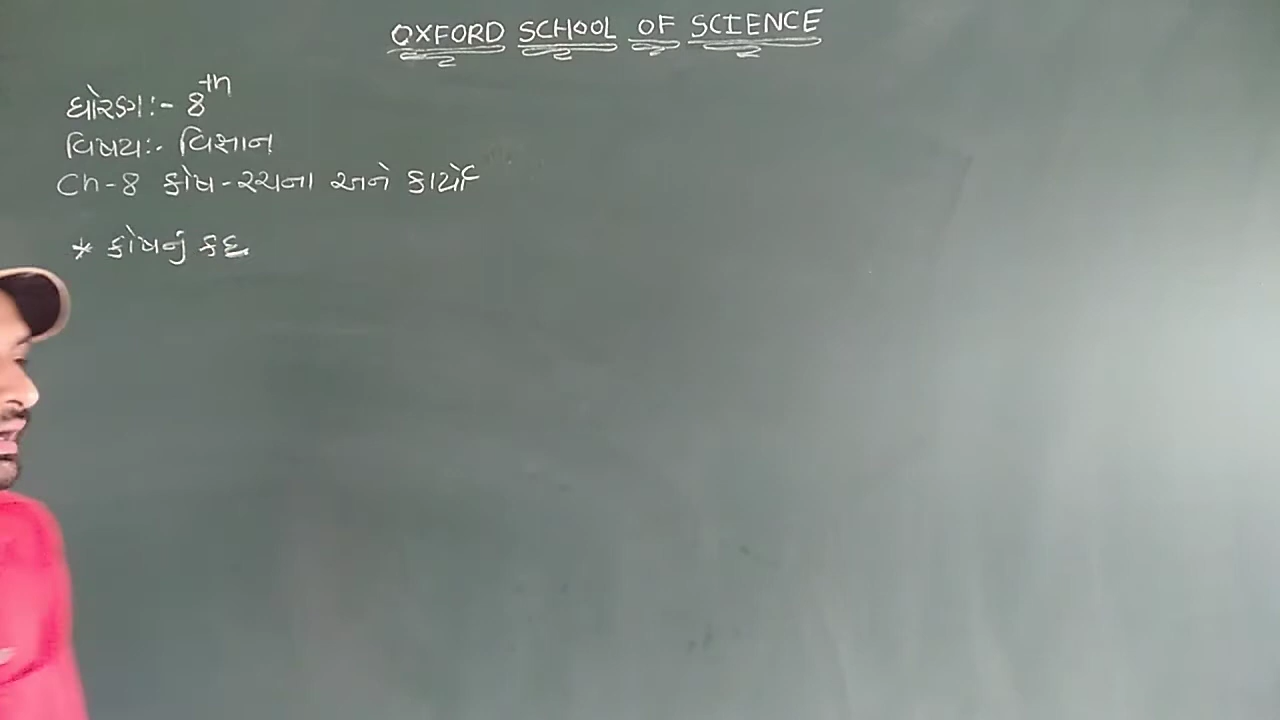 OXFORD SCHOOL OF SCIENCE
ધોરણ:- 8th
વિષય:- વિજ્ઞાન
Ch-8 કોષ-રચના અને કાર્યો
* કોષનું કદ